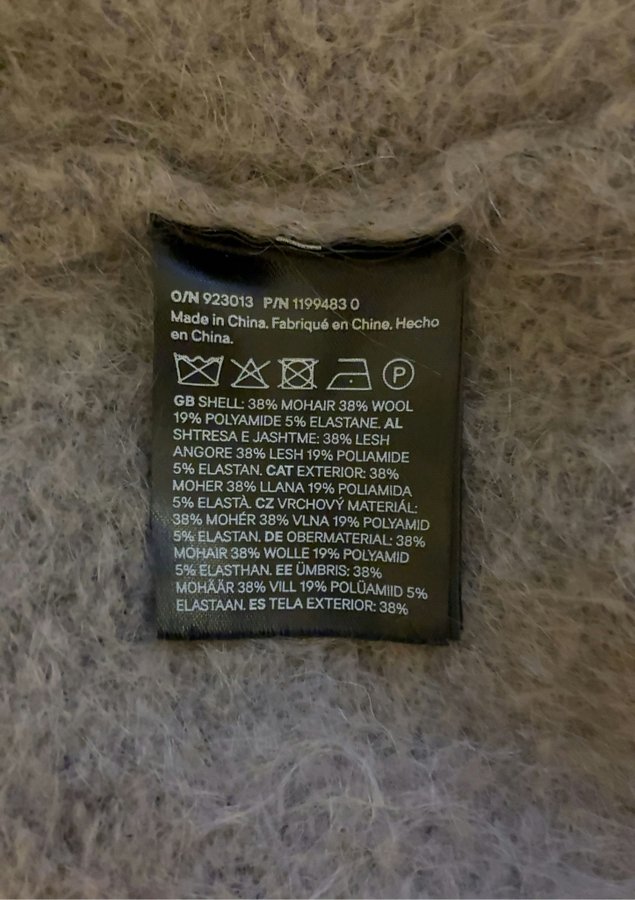 O/N 923013 P/N 1199483 0
Made in China. Fabriqué en Chine. Hecho
en China.
P
GB SHELL: 38% MOHAIR 38% WOOL
19% POLYAMIDE 5% ELASTANE. AL
SHTRESA E JASHTME: 38% LESH
ANGORE 38% LESH 19% POLIAMIDE
5% ELASTAN. CAT EXTERIOR: 38%
MOHER 38% LLANA 19% POLIAMIDA
5% ELASTÀ. CZ VRCHOVÝ MATERIÁL:
38% MOHÉR 38% VLNA 19% POLYAMID
5% ELASTAN. DE OBERMATERIAL: 38%
MOHAIR 38% WOLLE 19% POLYAMID
5% ELASTHAN. EE ÜMBRIS: 38%
MOHÄÄR 38% VILL 19% POLÜAMIID 5%
ELASTAAN. ES TELA EXTERIOR: 38%